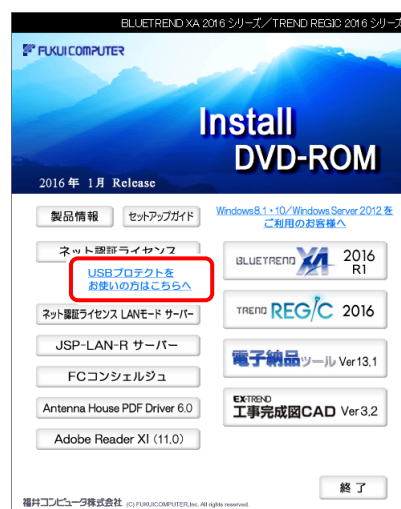 BLUETREND XA 2016 シリーズ／TREND REGIC 2016 シリーズ
FUKUI COMPUTER
Install
DVD-ROM
2016 年 1月 Release
製品情報 セットアップガイド
Windows8.1・10／Windows Server 2012 を
ご利用のお客様へ
ネット認証ライセンス
USBプロテクトを
お使いの方はこちらへ
ネット認証ライセンス LANモード サーバー
JSP-LAN-R サーバー
FCコンシェルジュ
Antenna House PDF Driver 6.0
Adobe Reader XI (11.0)
BLUETREND XA 2016
R1
TREND REGIC 2016
電子納品ツール Ver13.1
EX-TREND
工事完成図CAD Ver3.2
終了
福井コンピュータ株式会社 (C) FUKUICOMPUTER,Inc. All rights reserved.